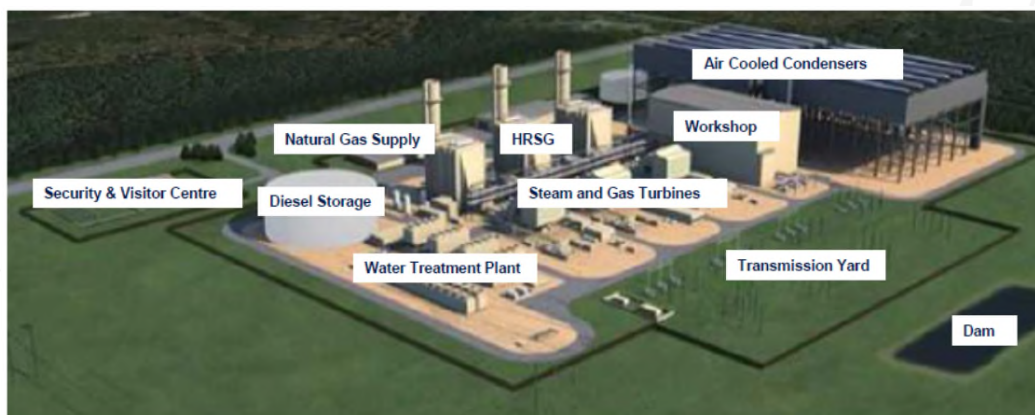 Air Cooled Condensers
Natural Gas Supply
HRSG
Workshop
Security & Visitor Centre
Diesel Storage
Steam and Gas Turbines
Water Treatment Plant
Transmission Yard
Dam